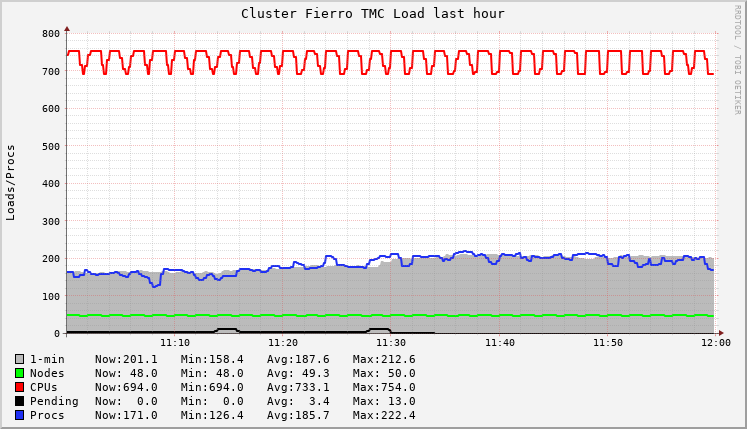 Cluster Fierro TMC Load last hour
RRDTOOL / TOBI OETIKER
Loads/Procs
800
700
600
500
400
300
200
100
0
11:10 11:20 11:30 11:40 11:50 12:00
1-min Now:201.1 Min:158.4 Avg:187.6 Max:212.6
Nodes Now: 48.0 Min: 48.0 Avg: 49.3 Max: 50.0
CPUs Now:694.0 Min:694.0 Avg:733.1 Max:754.0
Pending Now: 0.0 Min: 0.0 Avg: 3.4 Max: 13.0
Procs Now:171.0 Min:126.4 Avg:185.7 Max:222.4